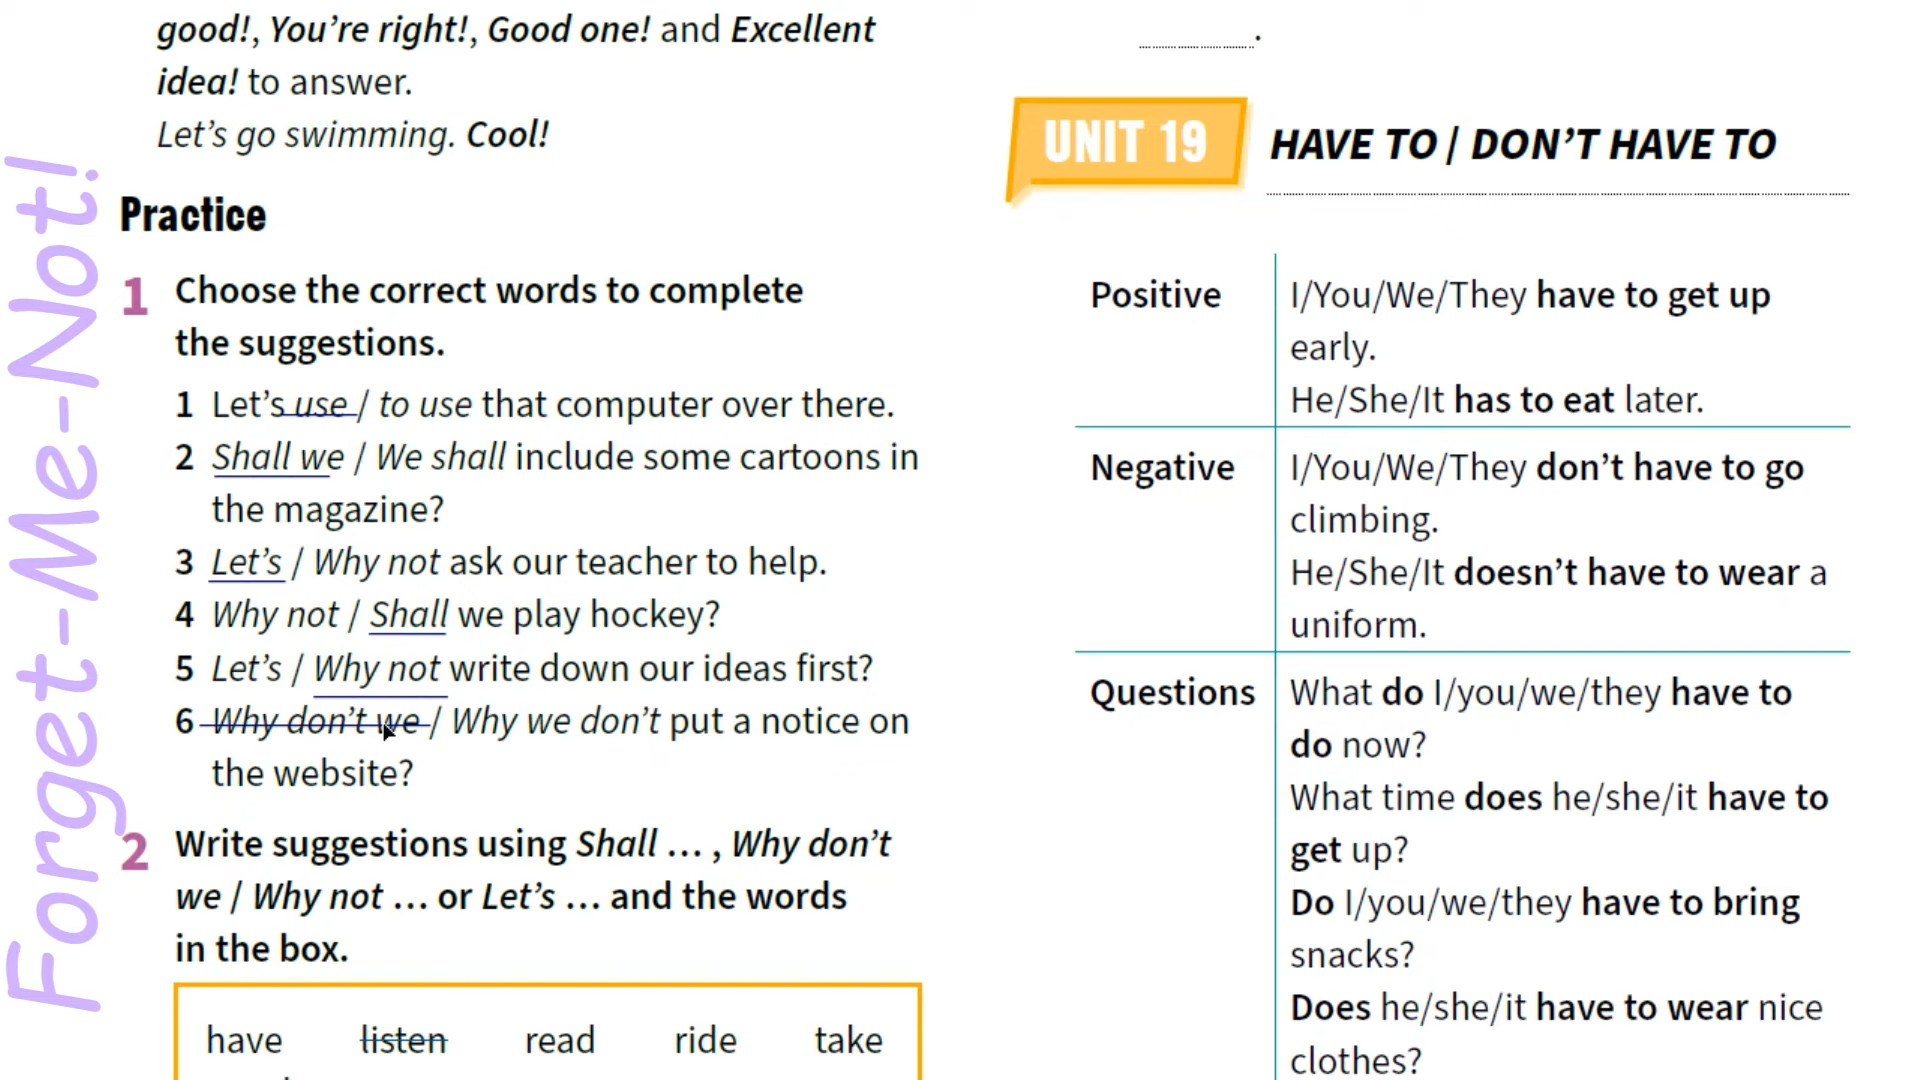 Forget-Me-Not!
good!, You're right!, Good one! and Excellent
idea! to answer.
Let's go swimming. Cool!
Practice
1 Choose the correct words to complete
the suggestions.
1 Let's use / to use that computer over there.
2 Shall we / We shall include some cartoons in
the magazine?
3 Let's / Why not ask our teacher to help.
4 Why not / Shall we play hockey?
5 Let's / Why not write down our ideas first?
6 Why don't we / Why we don't put a notice on
the website?
2 Write suggestions using Shall … , Why don't
we / Why not … or Let's … and the words
in the box.
have listen read ride take
UNIT 19 HAVE TO / DON'T HAVE TO
Positive I/You/We/They have to get up
early.
He/She/It has to eat later.
Negative I/You/We/They don't have to go
climbing.
He/She/It doesn't have to wear a
uniform.
Questions What do I/you/we/they have to
do now?
What time does he/she/it have to
get up?
Do I/you/we/they have to bring
snacks?
Does he/she/it have to wear nice
clothes?